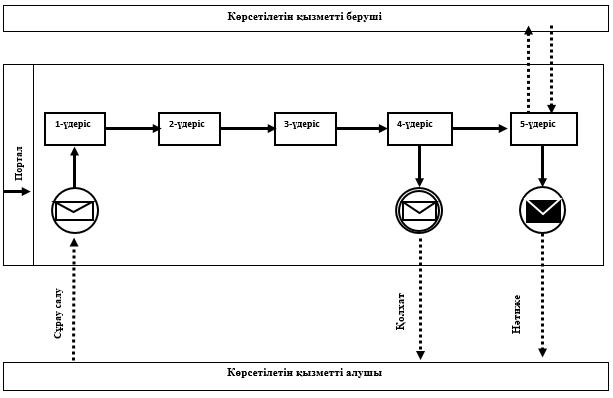 Көрсетілетін қызметті беруші
Портал
1-үдеріс
2-үдеріс
3-үдеріс
4-үдеріс
5-үдеріс
Сұрау салу
Қолхат
Нәтиже
Көрсетілетін қызметті алушы